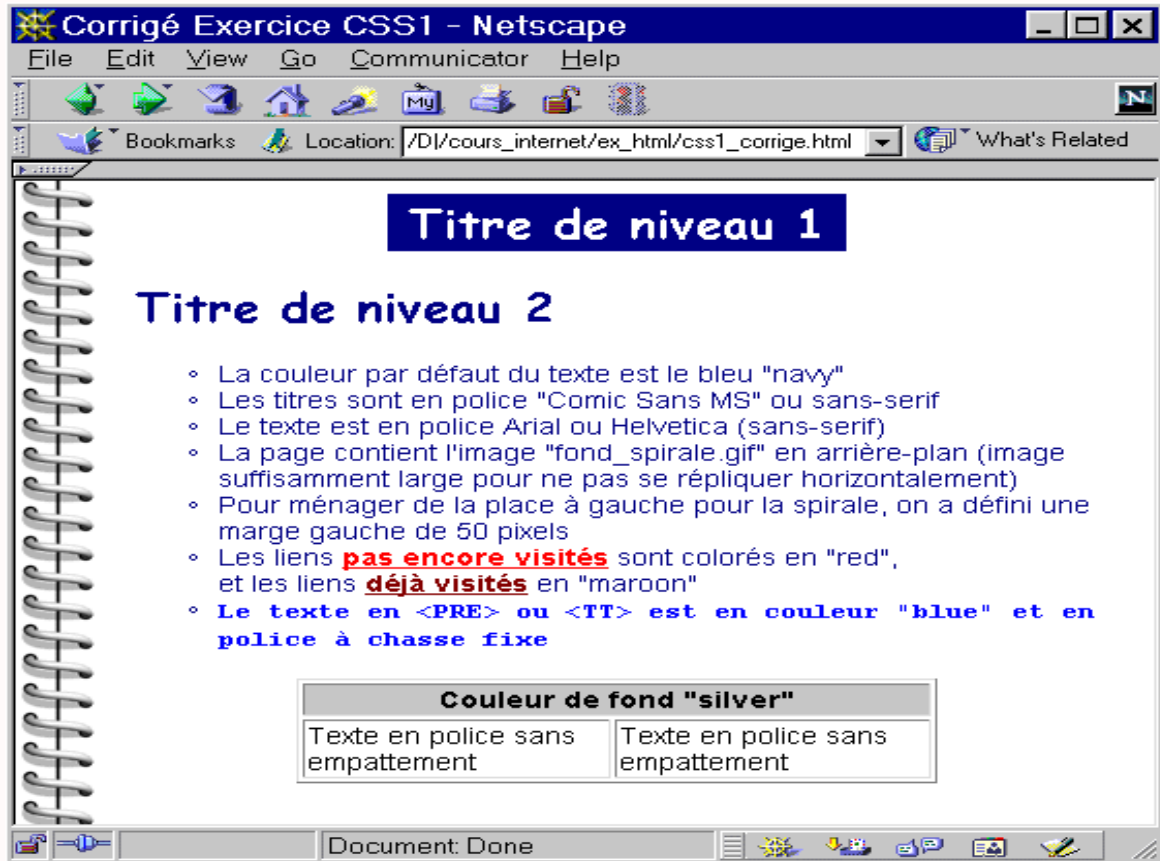 Corrigé Exercice CSS1 - Netscape
File Edit View Go Communicator Help
My
N
Bookmarks Location: /D|/cours_internet/ex_html/css1_corrige.html What's Related
Titre de niveau 1
Titre de niveau 2
La couleur par défaut du texte est le bleu "navy"
Les titres sont en police "Comic Sans MS" ou sans-serif
Le texte est en police Arial ou Helvetica (sans-serif)
La page contient l'image "fond_spirale.gif" en arrière-plan (image
suffisamment large pour ne pas se répliquer horizontalement)
Pour ménager de la place à gauche pour la spirale, on a défini une
marge gauche de 50 pixels
Les liens pas encore visités sont colorés en "red",
et les liens déjà visités en "maroon"
Le texte en <PRE> ou <TT> est en couleur "blue" et en
police à chasse fixe
Couleur de fond "silver"
Texte en police sans Texte en police sans
empattement empattement
Document: Done